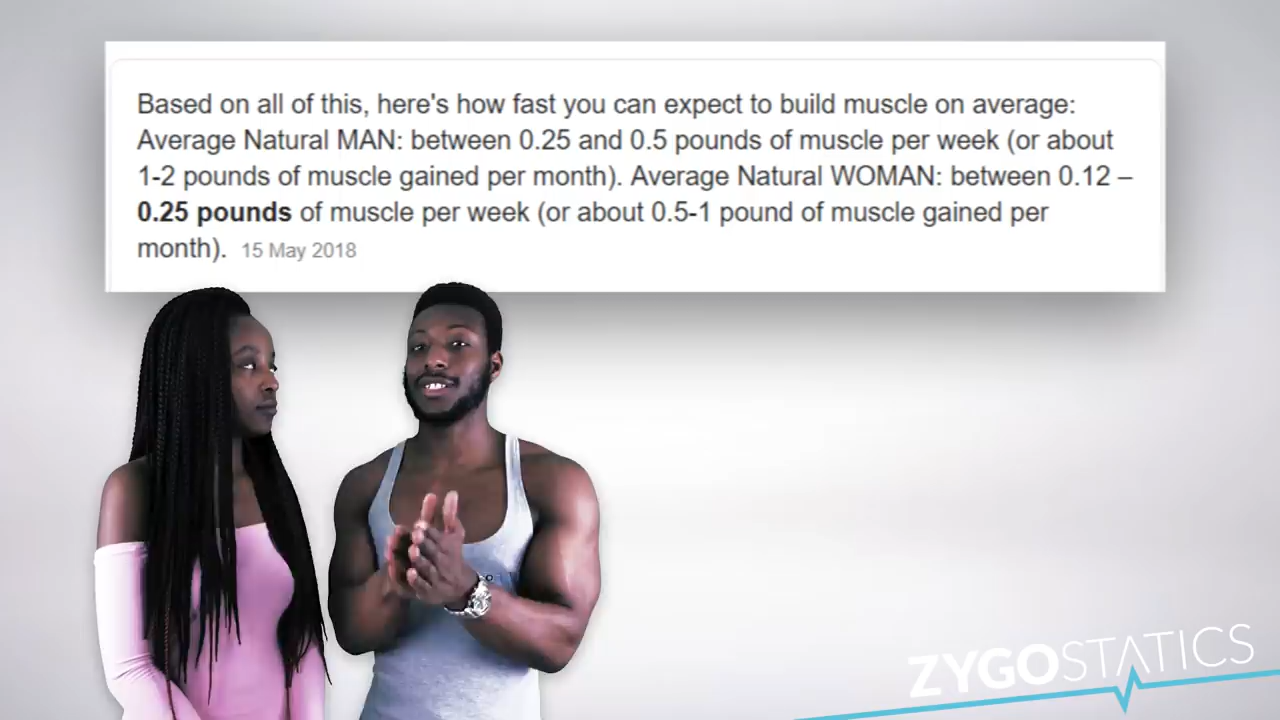 Based on all of this, here's how fast you can expect to build muscle on average:
Average Natural MAN: between 0.25 and 0.5 pounds of muscle per week (or about
1-2 pounds of muscle gained per month). Average Natural WOMAN: between 0.12 –
0.25 pounds of muscle per week (or about 0.5-1 pound of muscle gained per
month). 15 May 2018
ZYGOSTATICS